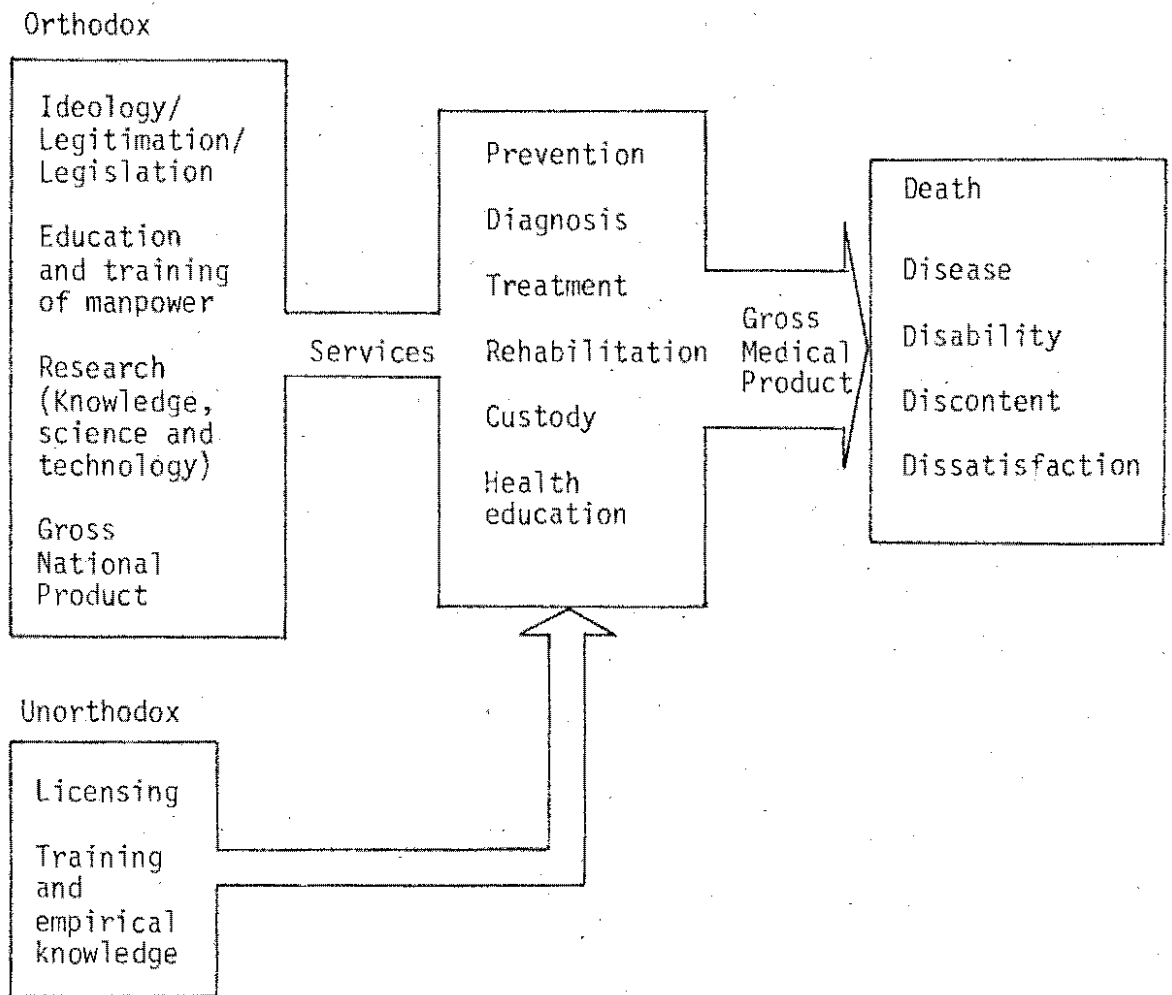 Orthodox
Ideology/
Legitimation/
Legislation
Education
and training
of manpower
Research
(Knowledge,
science and
technology)
Gross
National
Product
Services
Prevention
Diagnosis
Treatment
Rehabilitation
Custody
Health
education
Gross
Medical
Product
Death
Disease
Disability
Discontent
Dissatisfaction
Unorthodox
Licensing
Training
and
empirical
knowledge